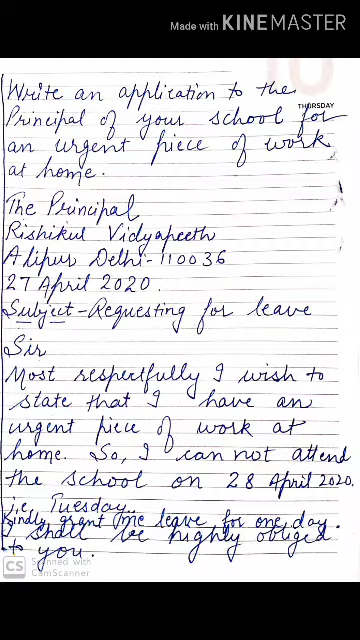 Made with KINEMASTER
Write an application to the
THURSDAY
Principal of your school for
an urgent piece of work
at home.
The Principal
Rishikul Vidyapeeth
Alipur Delhi-110036
27 April 2020.
Subject-Requesting for leave
Sir
Most respectfully I wish to
state that I have an
urgent piece of work at
home. So, I can not attend
the school on 28 April 2020.
i.e. Tuesday.
Kindly grant me leave for one day.
I shall be highly obliged
to you.
CS Scanned with
CamScanner